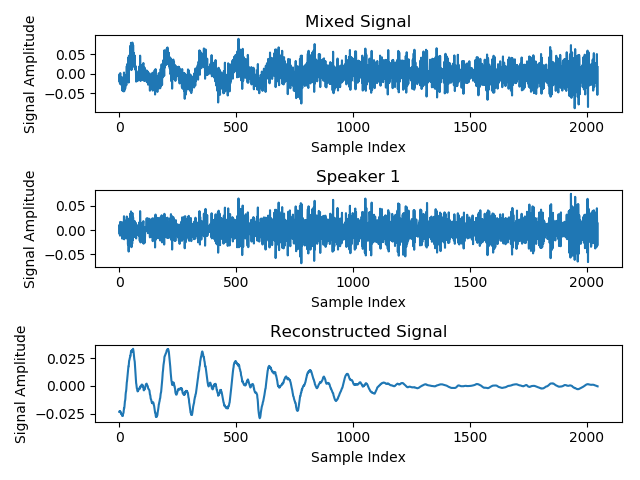 Mixed Signal
Signal Amplitude
0.05
0.00
−0.05
0 500 1000 1500 2000
Sample Index
Speaker 1
Signal Amplitude
0.05
0.00
−0.05
0 500 1000 1500 2000
Sample Index
Reconstructed Signal
Signal Amplitude
0.025
0.000
−0.025
0 500 1000 1500 2000
Sample Index